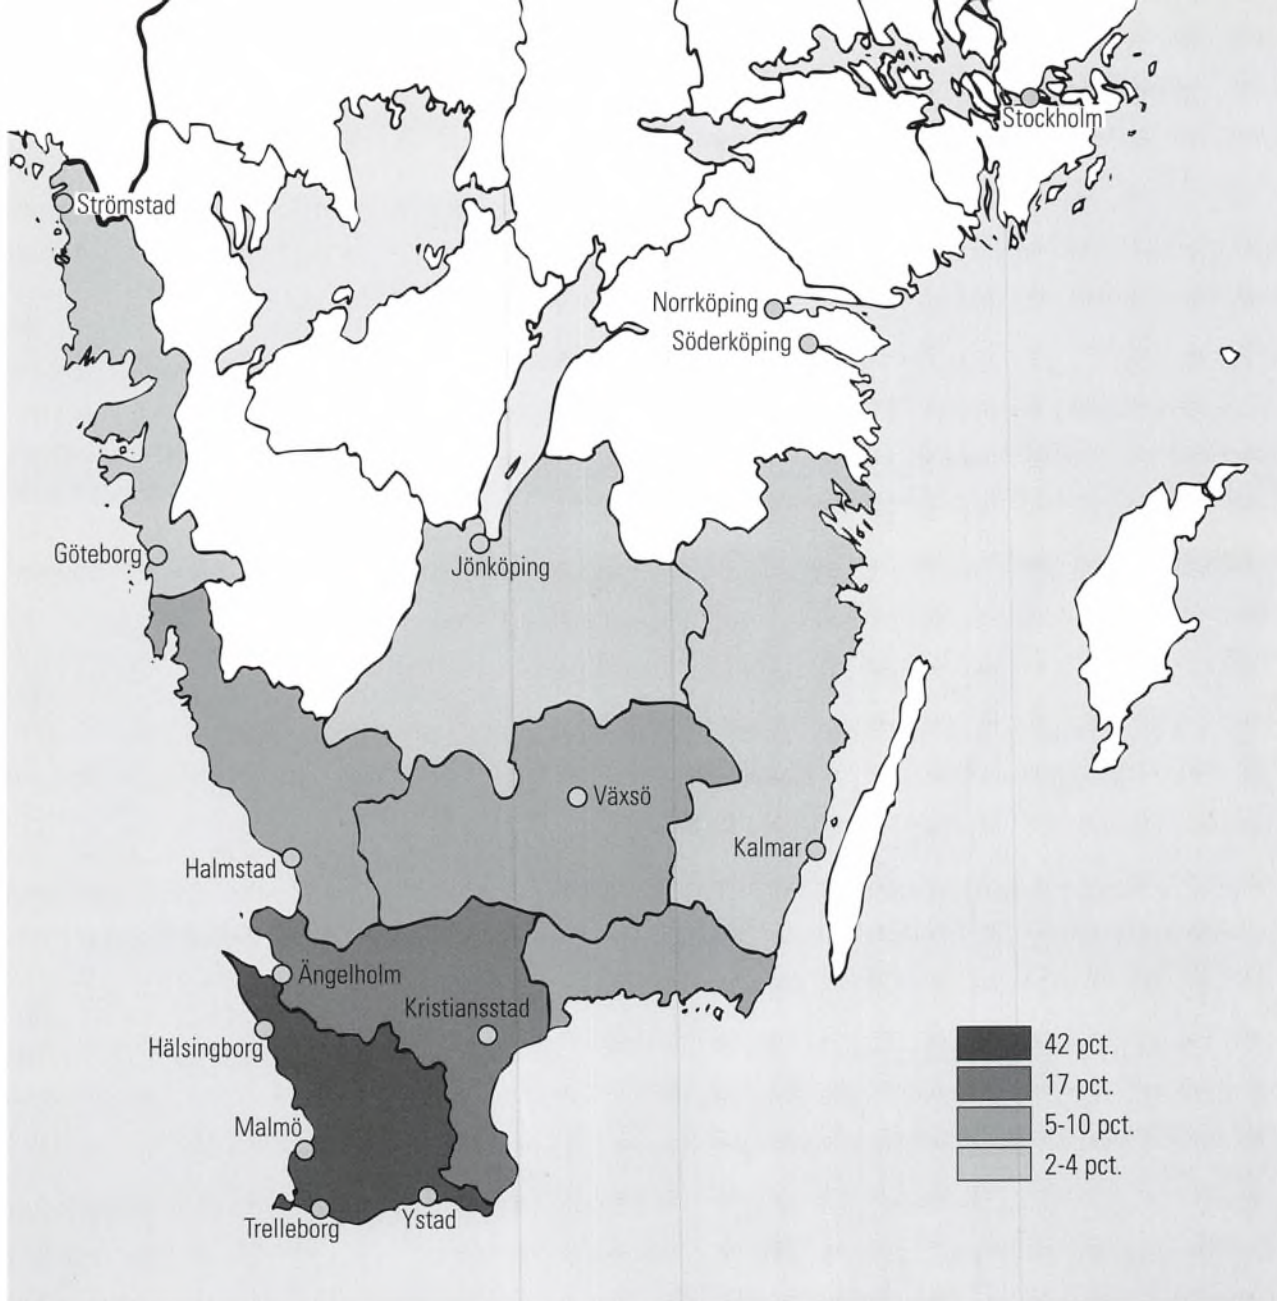 Stockholm
Strömstad
Norrköping
Söderköping
Göteborg
Jönköping
Växsö
Kalmar
Halmstad
Ängelholm
Kristiansstad
Hälsingborg
Malmö
Trelleborg
Ystad
42 pct.
17 pct.
5-10 pct.
2-4 pct.